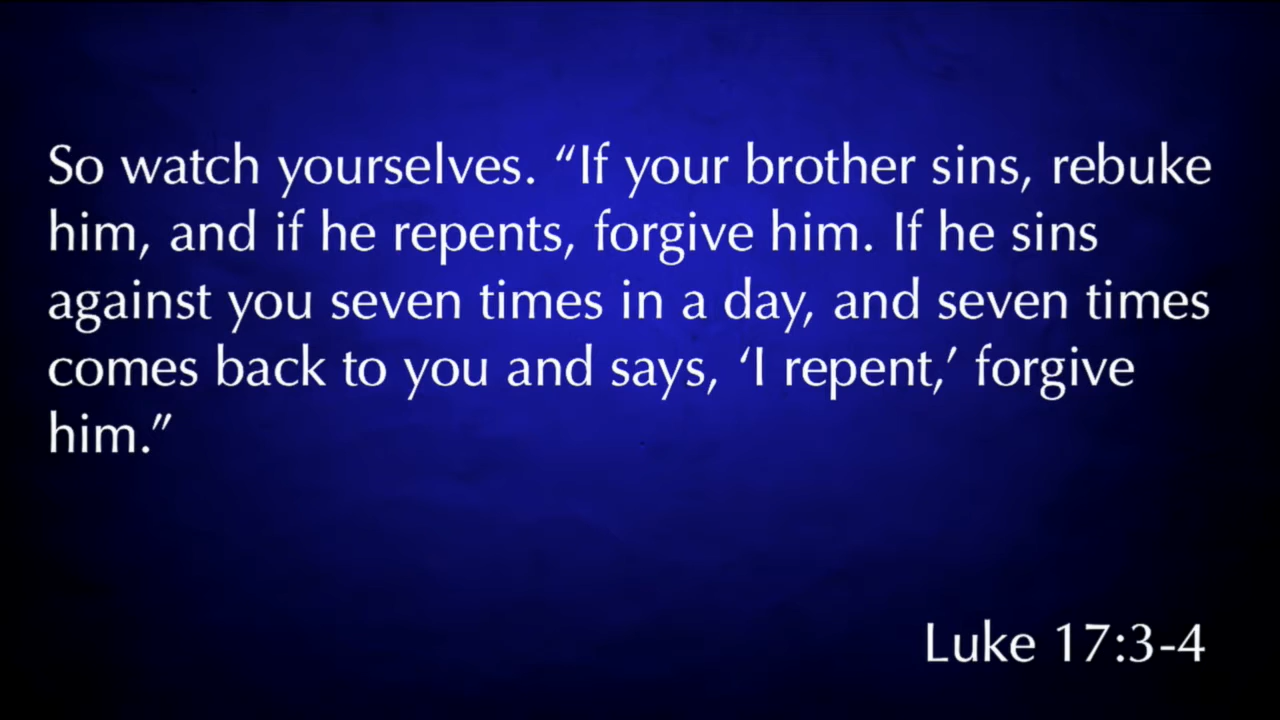 So watch yourselves. “If your brother sins, rebuke
him, and if he repents, forgive him. If he sins
against you seven times in a day, and seven times
comes back to you and says, ‘I repent,’ forgive
him.”
Luke 17:3-4